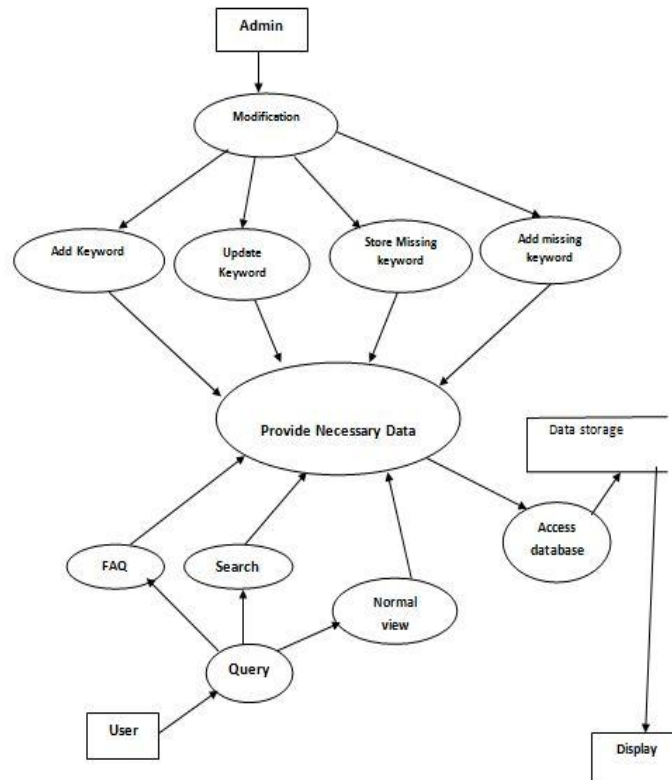 Admin
Modification
Add Keyword
Update
Keyword
Store Missing
keyword
Add missing
keyword
Provide Necessary Data
Data storage
Access
database
FAQ
Search
Normal
view
Query
User
Display